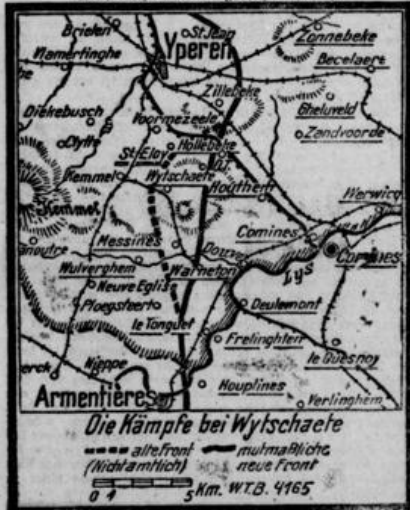 Brielen
St Jean
Yperen
Vlamertinghe
Zonnebeke
Becelaert
Zillebeke
Dickebusch
Gheluveld
Voormezeele
Zandvoorde
Clytte
Hollebeke
St Eloy
Kemmel
Wytschaete
Houthem
Kemmel
Werwicq
Comines
Messines
Comines
Douve
Wulverghem
Warneton
Lys
Neuve Eglise
Ploegsteert
Deulemont
le Touquet
Frelinghien
le Quesnoy
Nieppe
Armentières
Houplines
Verlinghem
Die Kämpfe bei Wytschaete
alte Front mutmaßliche
(Nichtamtlich) neue Front
0 1 5 Km. W.T.B. 4165